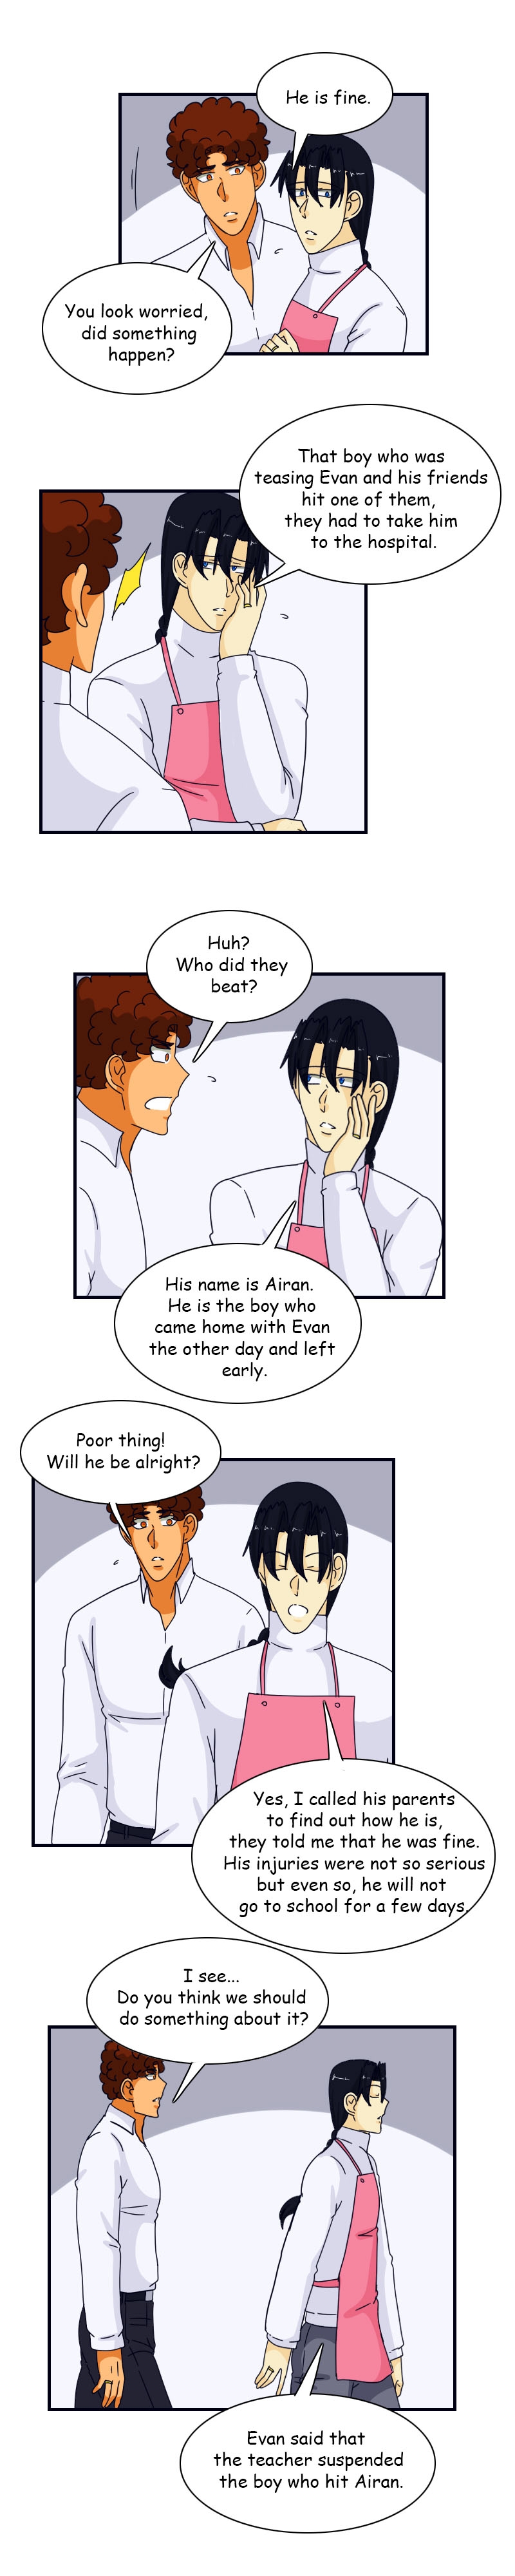 He is fine.
You look worried,
did something
happen?
That boy who was
teasing Evan and his friends
hit one of them,
they had to take him
to the hospital.
Huh?
Who did they
beat?
His name is Airan.
He is the boy who
came home with Evan
the other day and left
early.
Poor thing!
Will he be alright?
Yes, I called his parents
to find out how he is,
they told me that he was fine.
His injuries were not so serious
but even so, he will not
go to school for a few days.
I see...
Do you think we should
do something about it?
Evan said that
the teacher suspended
the boy who hit Airan.